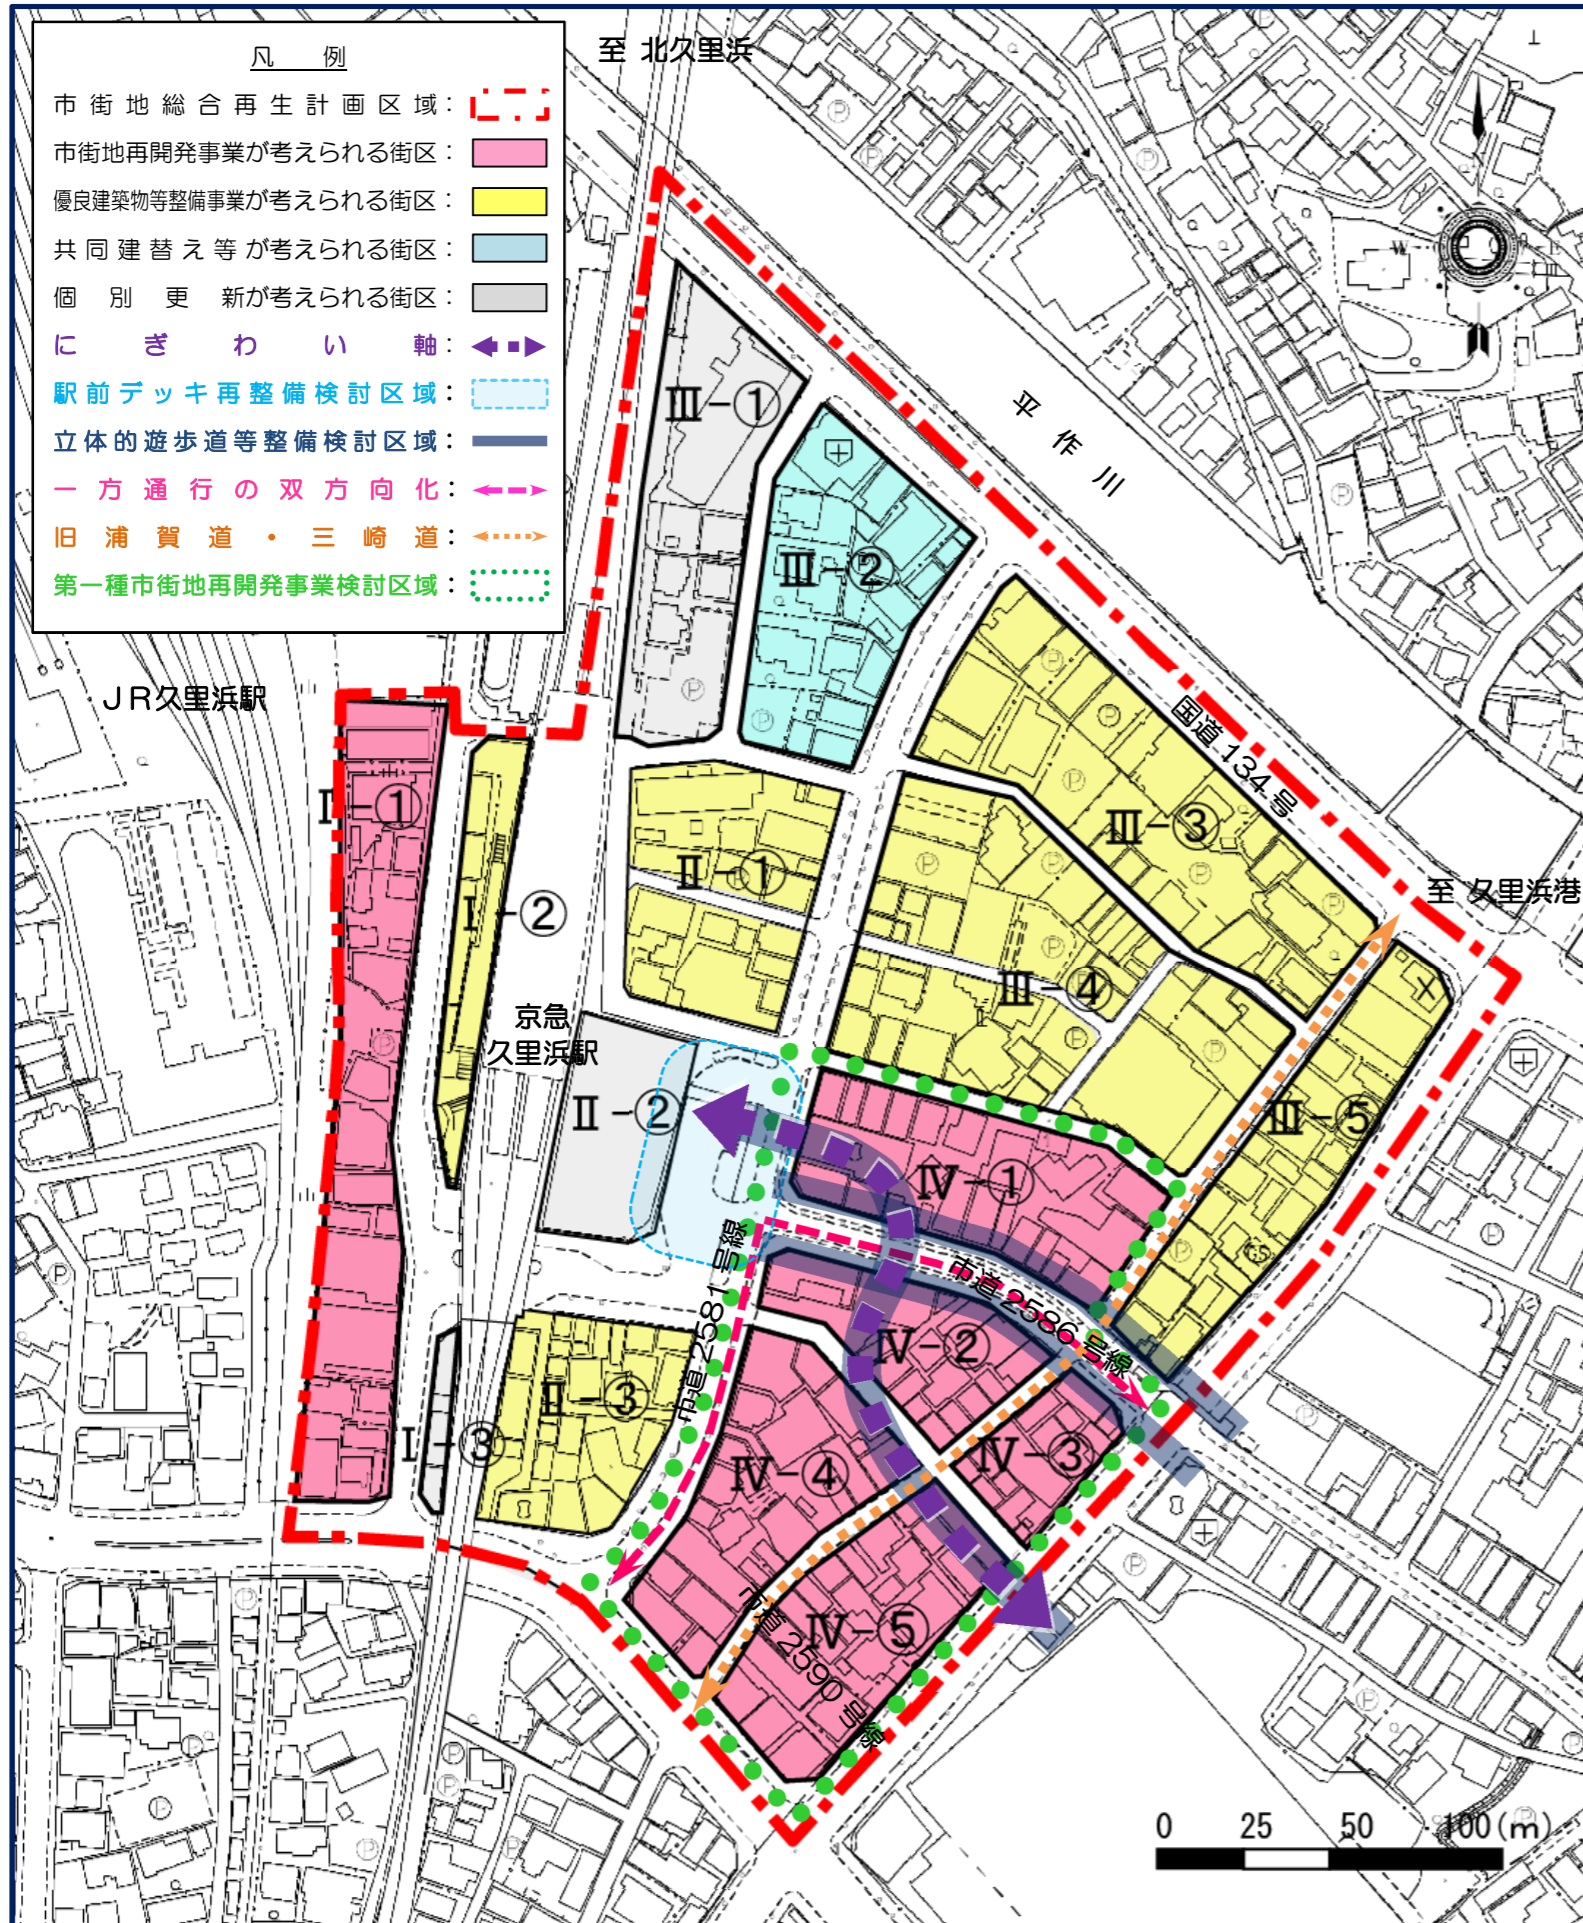 凡 例
市街地総合再生計画区域：
市街地再開発事業が考えられる街区：
優良建築物等整備事業が考えられる街区：
共同建替え等が考えられる街区：
個別更新が考えられる街区：
にぎわい軸：
駅前デッキ再整備検討区域：
立体的遊歩道等整備検討区域：
一方通行の双方向化：
旧浦賀道・三崎道：
第一種市街地再開発事業検討区域：
至 北久里浜
平作川
Ⅲ-①
Ⅲ-②
JR久里浜駅
国道134号
Ⅰ-①
Ⅲ-③
Ⅱ-①
至 久里浜港
Ⅰ-②
Ⅲ-④
京急
久里浜駅
Ⅱ-②
Ⅲ-⑤
Ⅳ-①
市道2581号線
市道2586号線
Ⅳ-②
Ⅱ-③
Ⅰ-③
Ⅳ-③
Ⅳ-④
Ⅳ-⑤
市道2590号線
0 25 50 100(m)